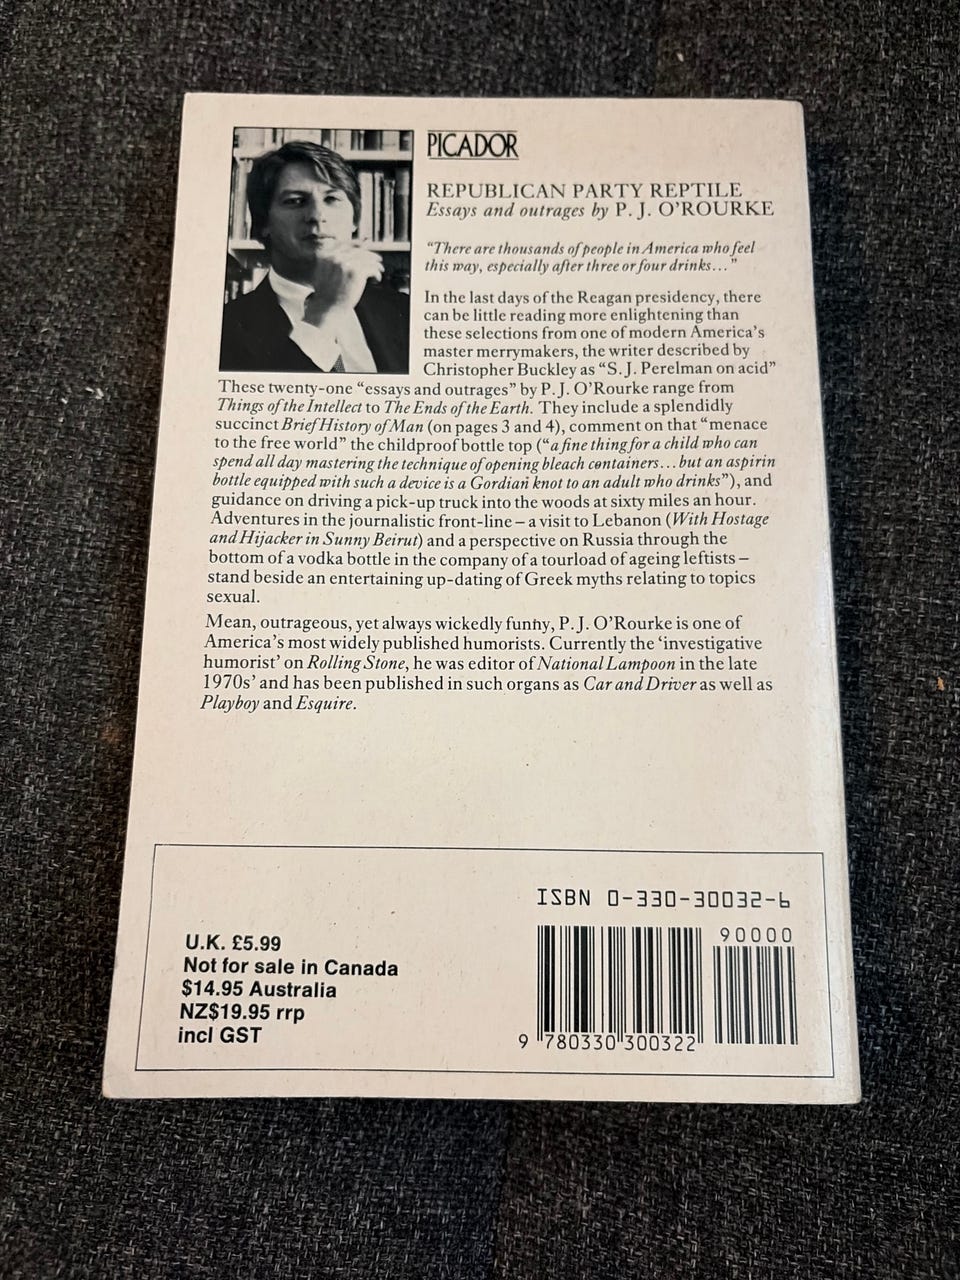 PICADOR
REPUBLICAN PARTY REPTILE
Essays and outrages by P. J. O'ROURKE
“There are thousands of people in America who feel
this way, especially after three or four drinks...”
In the last days of the Reagan presidency, there
can be little reading more enlightening than
these selections from one of modern America's
master merrymakers, the writer described by
Christopher Buckley as “S. J. Perelman on acid”
These twenty-one “essays and outrages” by P. J. O'Rourke range from
Things of the Intellect to The Ends of the Earth. They include a splendidly
succinct Brief History of Man (on pages 3 and 4), comment on that “menace
to the free world” the childproof bottle top (“a fine thing for a child who can
spend all day mastering the technique of opening bleach containers... but an aspirin
bottle equipped with such a device is a Gordian knot to an adult who drinks”), and
guidance on driving a pick-up truck into the woods at sixty miles an hour.
Adventures in the journalistic front-line – a visit to Lebanon (With Hostage
and Hijacker in Sunny Beirut) and a perspective on Russia through the
bottom of a vodka bottle in the company of a tourload of ageing leftists –
stand beside an entertaining up-dating of Greek myths relating to topics
sexual.
Mean, outrageous, yet always wickedly funny, P. J. O'Rourke is one of
America's most widely published humorists. Currently the ‘investigative
humorist’ on Rolling Stone, he was editor of National Lampoon in the late
1970s' and has been published in such organs as Car and Driver as well as
Playboy and Esquire.
ISBN 0-330-30032-6
90000
U.K. £5.99
Not for sale in Canada
$14.95 Australia
NZ$19.95 rrp
incl GST
9 780330 300322